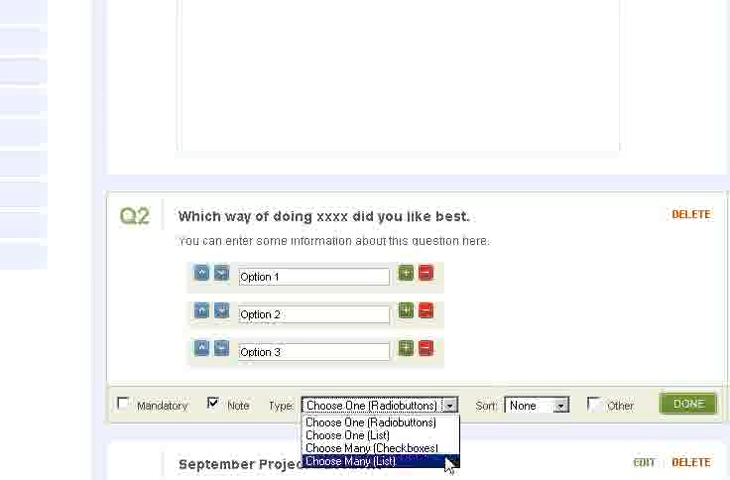 Q2
Which way of doing xxxx did you like best.
DELETE
You can enter some information about this question here.
Option 1
Option 2
Option 3
Mandatory Note Type: Choose One (Radiobuttons) Sort: None Other DONE
Choose One (Radiobuttons)
Choose One (List)
Choose Many (Checkboxes)
Choose Many (List)
September Projec
EDIT DELETE